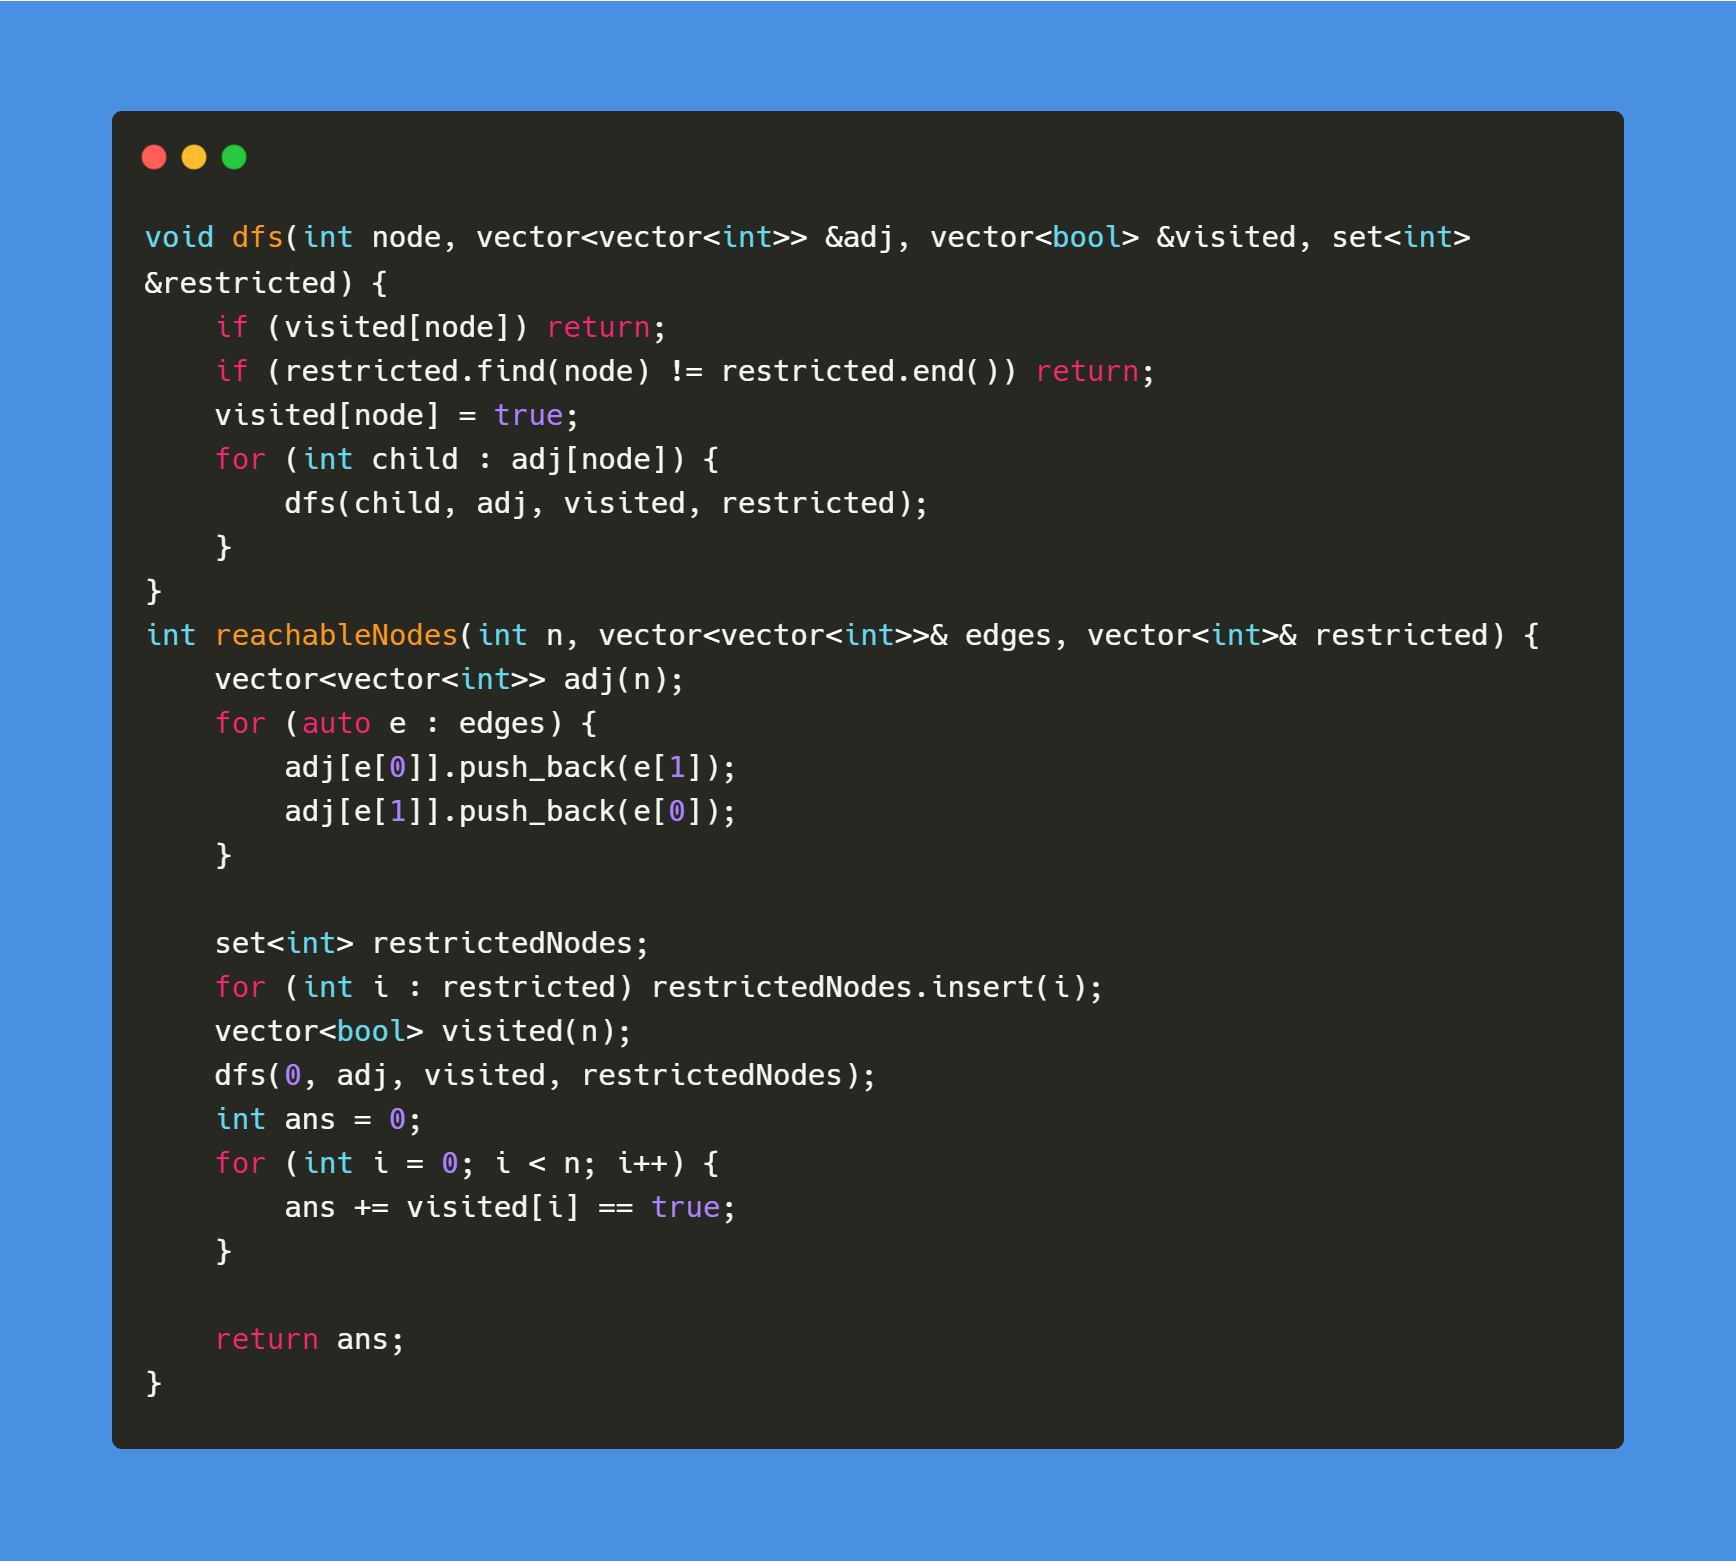 void dfs(int node, vector<vector<int>> &adj, vector<bool> &visited, set<int>
&restricted) {
    if (visited[node]) return;
    if (restricted.find(node) != restricted.end()) return;
    visited[node] = true;
    for (int child : adj[node]) {
        dfs(child, adj, visited, restricted);
    }
}
int reachableNodes(int n, vector<vector<int>>& edges, vector<int>& restricted) {
    vector<vector<int>> adj(n);
    for (auto e : edges) {
        adj[e[0]].push_back(e[1]);
        adj[e[1]].push_back(e[0]);
    }

    set<int> restrictedNodes;
    for (int i : restricted) restrictedNodes.insert(i);
    vector<bool> visited(n);
    dfs(0, adj, visited, restrictedNodes);
    int ans = 0;
    for (int i = 0; i < n; i++) {
        ans += visited[i] == true;
    }

    return ans;
}